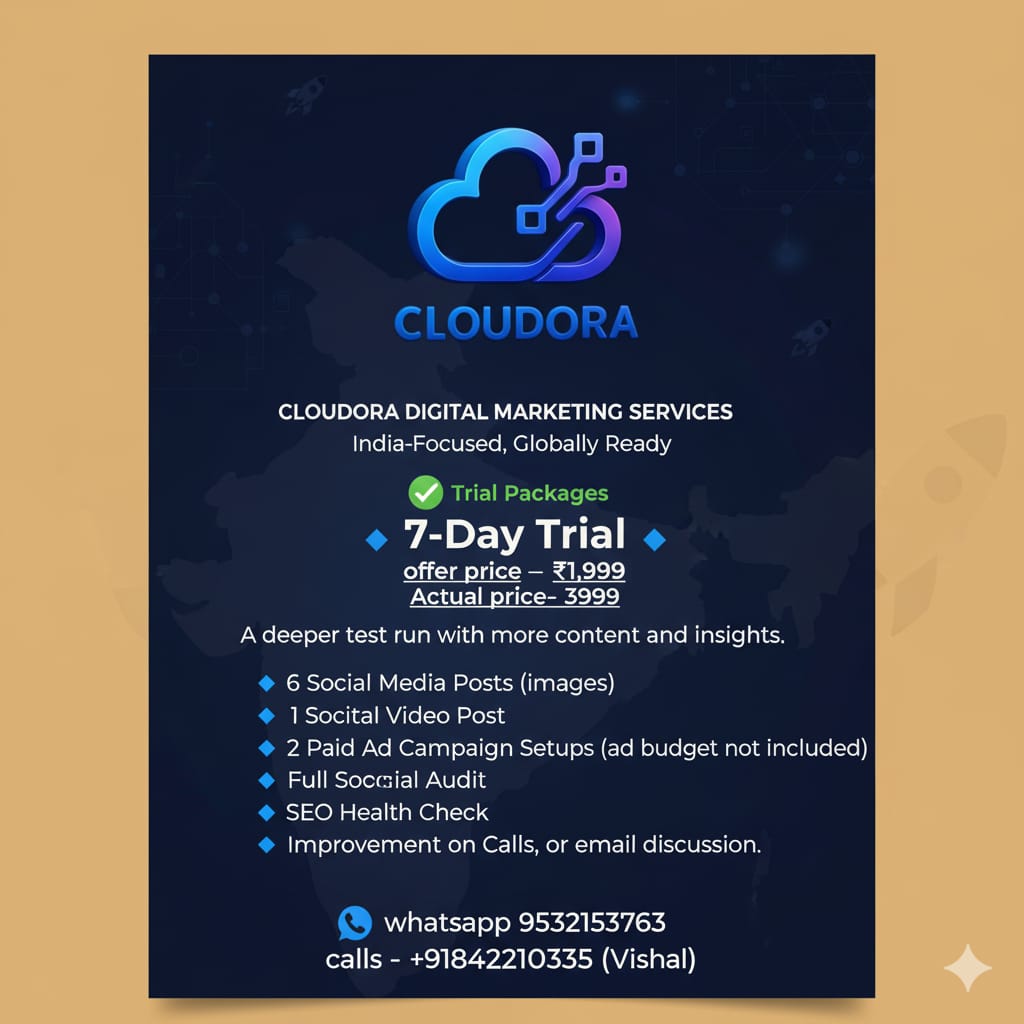 CLOUDORA
CLOUDORA DIGITAL MARKETING SERVICES
India-Focused, Globally Ready
Trial Packages
7-Day Trial
offer price – ₹1,999
Actual price- 3999
A deeper test run with more content and insights.
6 Social Media Posts (images)
1 Socital Video Post
2 Paid Ad Campaign Setups (ad budget not included)
Full Soccial Audit
SEO Health Check
Improvement on Calls, or email discussion.
whatsapp 9532153763
calls - +91842210335 (Vishal)